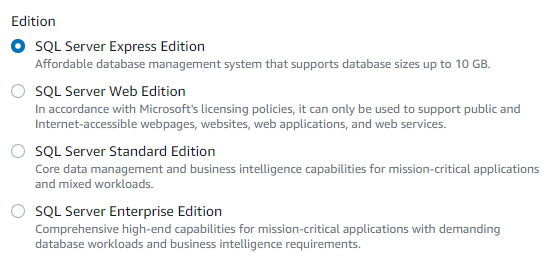 Edition
SQL Server Express Edition
Affordable database management system that supports database sizes up to 10 GB.
SQL Server Web Edition
In accordance with Microsoft's licensing policies, it can only be used to support public and
Internet-accessible webpages, websites, web applications, and web services.
SQL Server Standard Edition
Core data management and business intelligence capabilities for mission-critical applications
and mixed workloads.
SQL Server Enterprise Edition
Comprehensive high-end capabilities for mission-critical applications with demanding
database workloads and business intelligence requirements.